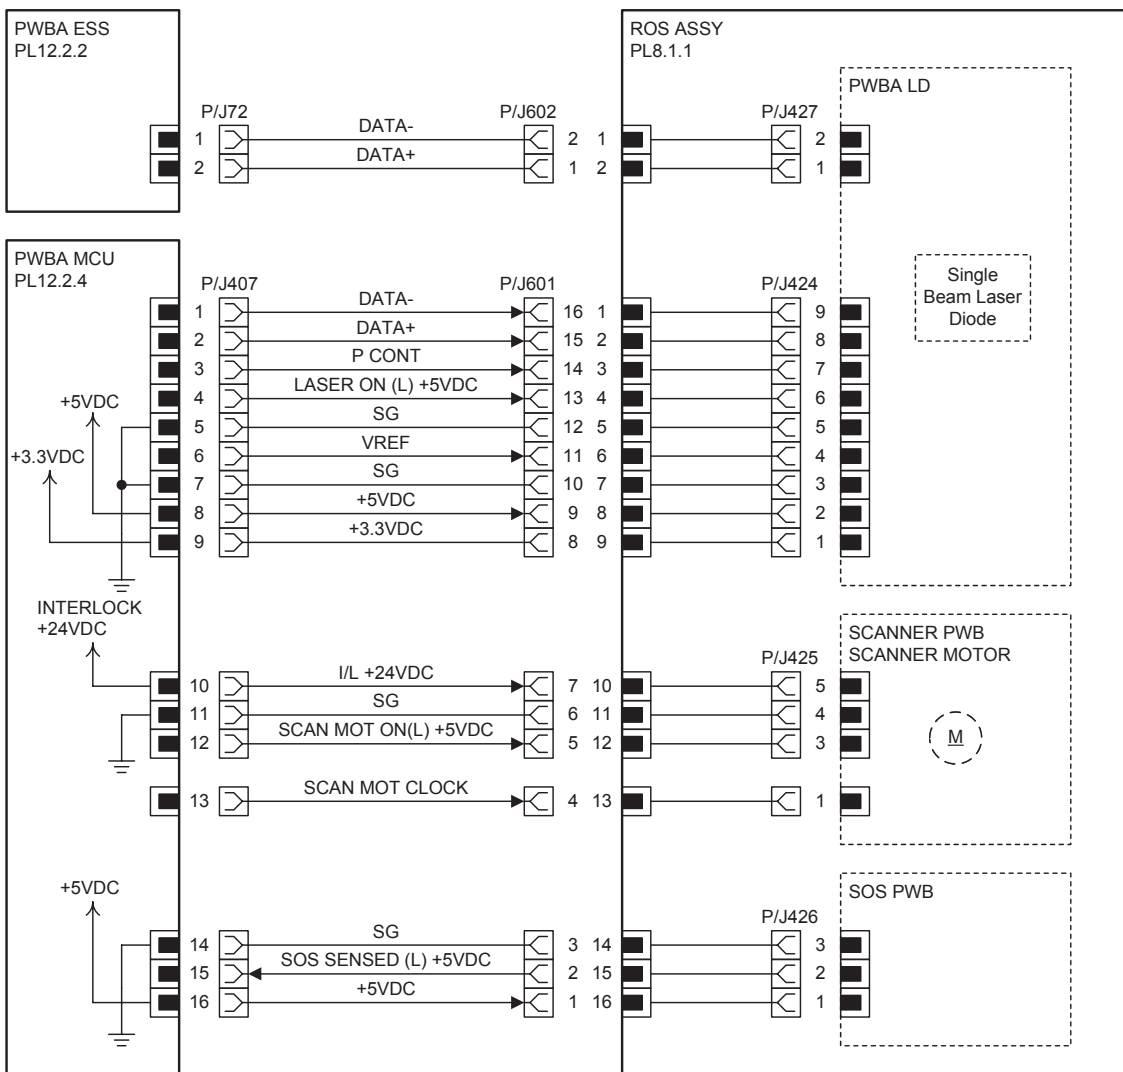 PWBA ESS
PL12.2.2
ROS ASSY
PL8.1.1
PWBA LD
P/J72 P/J602 P/J427
1 DATA- 2 1 2
2 DATA+ 1 2 1
PWBA MCU
PL12.2.4
Single
Beam Laser
Diode
P/J407 P/J601 P/J424
1 DATA- 16 1 9
2 DATA+ 15 2 8
3 P CONT 14 3 7
4 LASER ON (L) +5VDC 13 4 6
+5VDC
5 SG 12 5 5
6 VREF 11 6 4
+3.3VDC
7 SG 10 7 3
8 +5VDC 9 8 2
9 +3.3VDC 8 9 1
INTERLOCK
+24VDC
SCANNER PWB
SCANNER MOTOR
P/J425
10 I/L +24VDC 7 10 5
11 SG 6 11 4
12 SCAN MOT ON(L) +5VDC 5 12 3
M
13 SCAN MOT CLOCK 4 13 1
+5VDC
SOS PWB
P/J426
14 SG 3 14 3
15 SOS SENSED (L) +5VDC 2 15 2
16 +5VDC 1 16 1